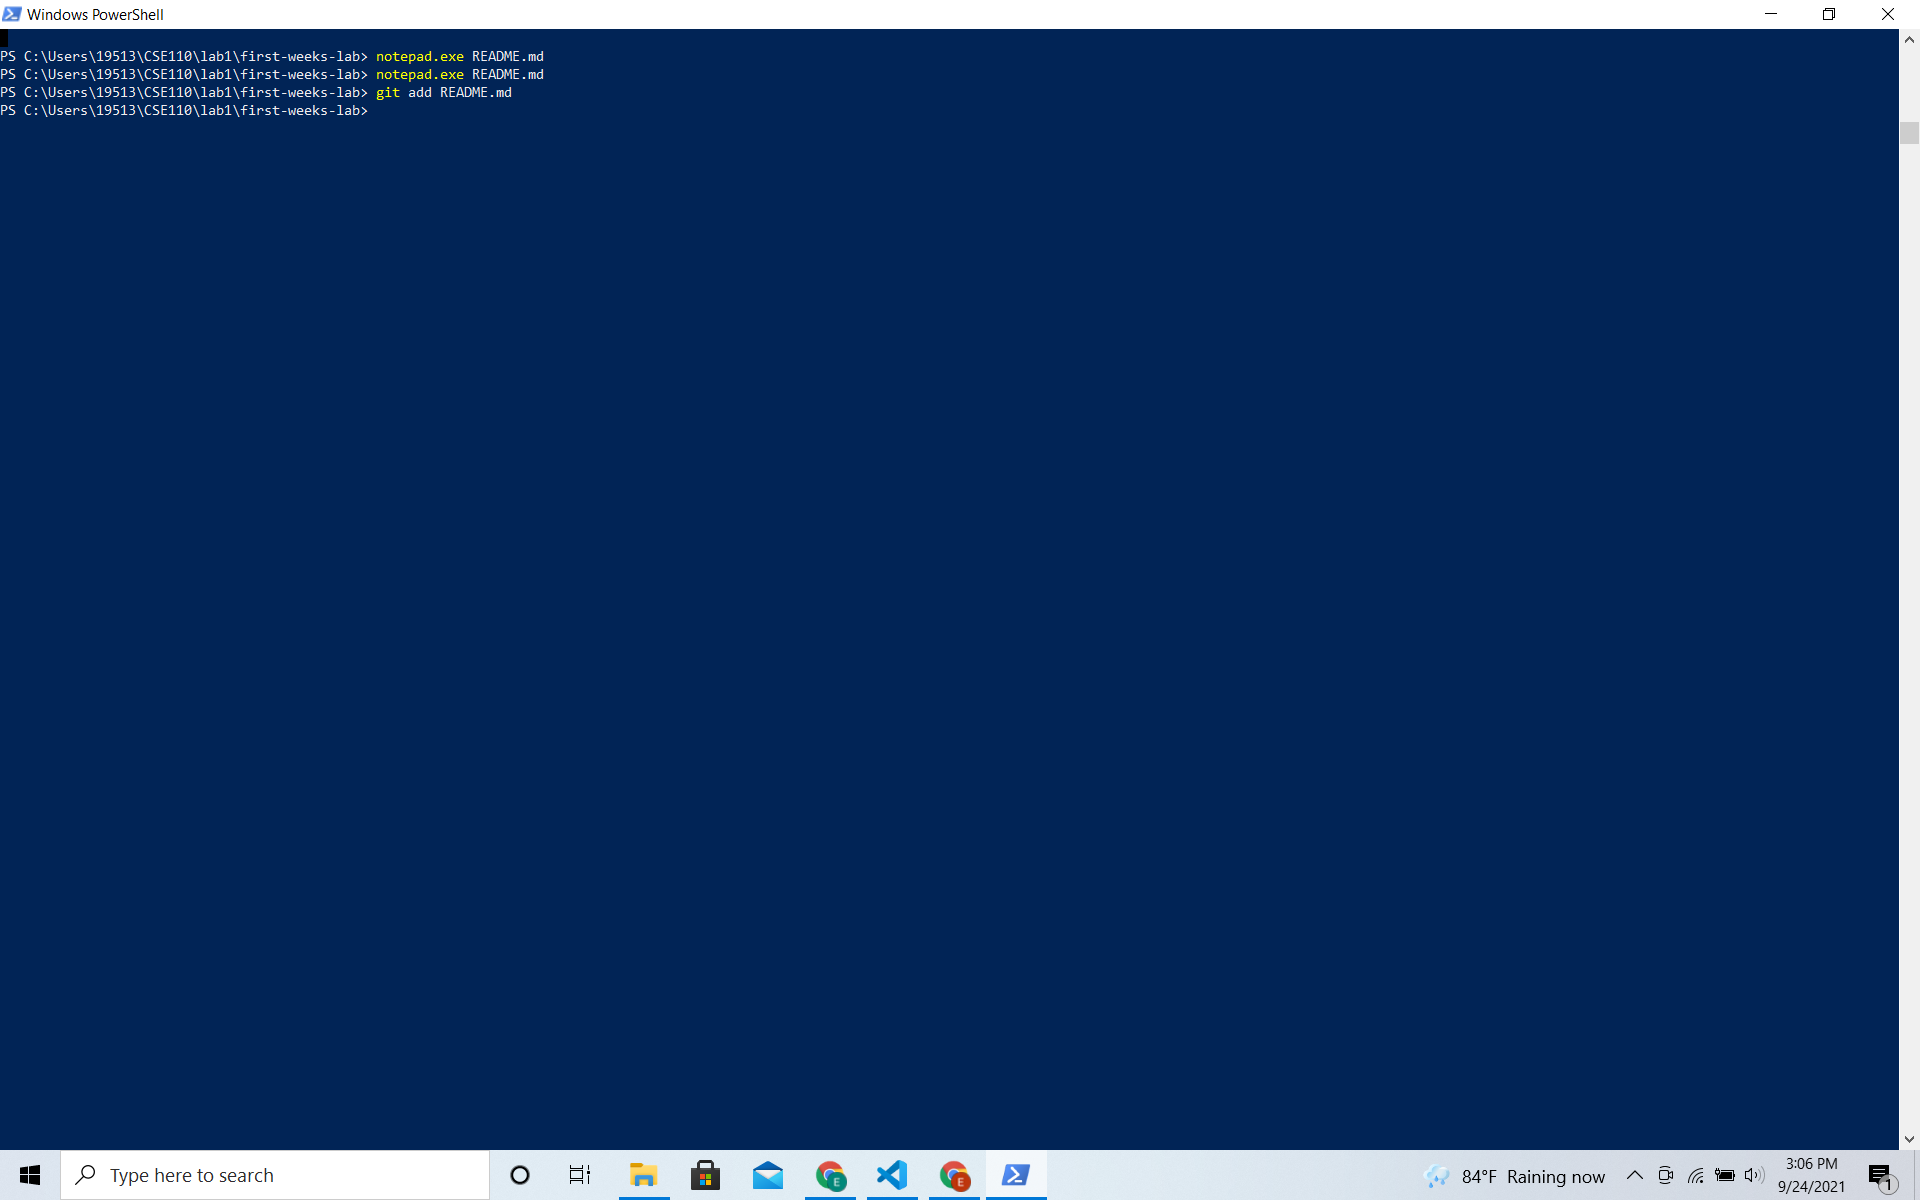 Windows PowerShell
PS C:\Users\19513\CSE110\lab1\first-weeks-lab> notepad.exe README.md
PS C:\Users\19513\CSE110\lab1\first-weeks-lab> notepad.exe README.md
PS C:\Users\19513\CSE110\lab1\first-weeks-lab> git add README.md
PS C:\Users\19513\CSE110\lab1\first-weeks-lab>
Type here to search
E
E
84°F Raining now
3:06 PM
9/24/2021
1